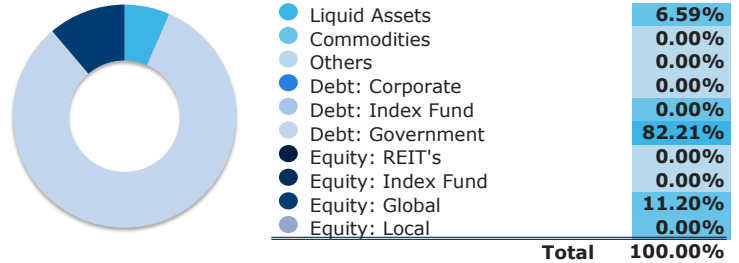 Liquid Assets 6.59%
Commodities 0.00%
Others 0.00%
Debt: Corporate 0.00%
Debt: Index Fund 0.00%
Debt: Government 82.21%
Equity: REIT's 0.00%
Equity: Index Fund 0.00%
Equity: Global 11.20%
Equity: Local 0.00%
Total 100.00%